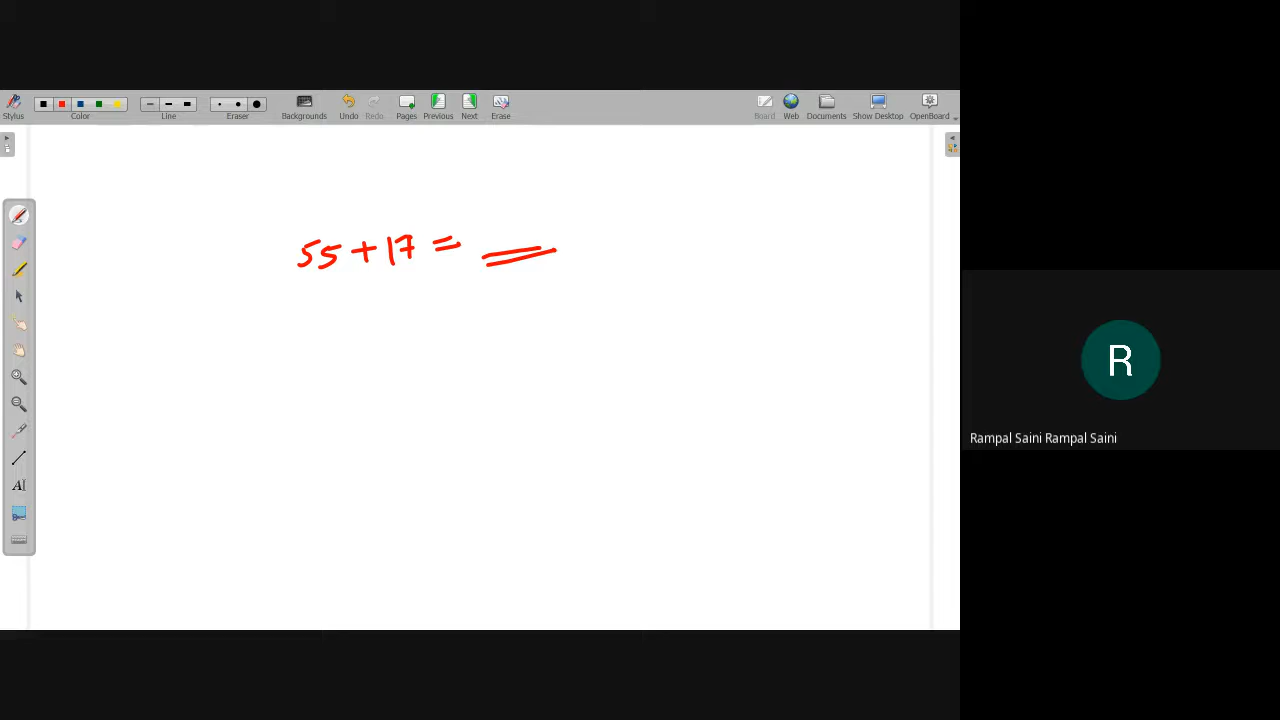 Stylus Color Line Eraser Backgrounds Undo Redo Pages Previous Next Erase Board Web Documents Show Desktop OpenBoard
55 + 17 =
R
Rampal Saini Rampal Saini